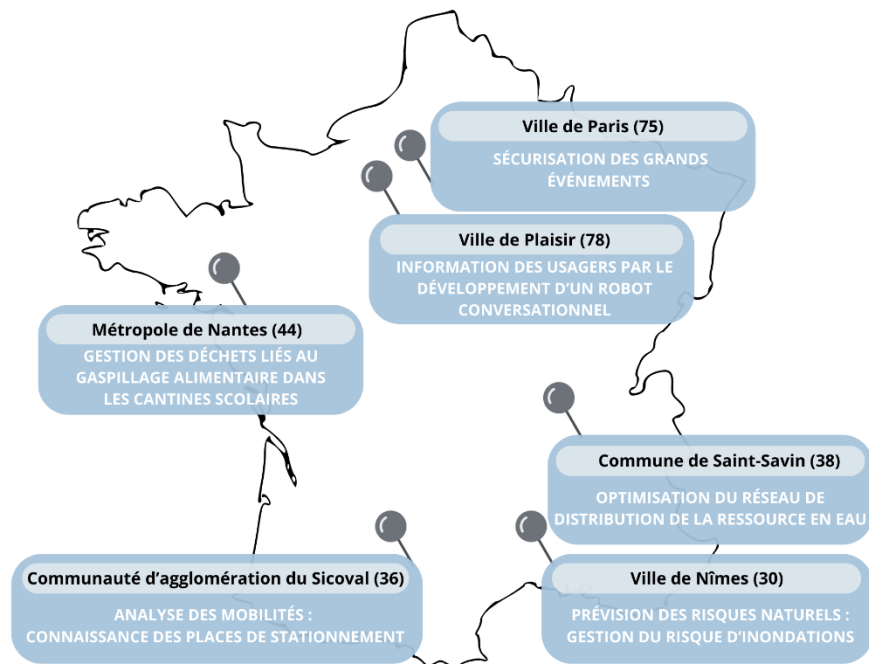 Ville de Paris (75)
SÉCURISATION DES GRANDS
ÉVÉNEMENTS
Ville de Plaisir (78)
INFORMATION DES USAGERS PAR LE
DÉVELOPPEMENT D’UN ROBOT
CONVERSATIONNEL
Métropole de Nantes (44)
GESTION DES DÉCHETS LIÉS AU
GASPILLAGE ALIMENTAIRE DANS
LES CANTINES SCOLAIRES
Commune de Saint-Savin (38)
OPTIMISATION DU RÉSEAU DE
DISTRIBUTION DE LA RESSOURCE EN EAU
Communauté d’agglomération du Sicoval (36)
ANALYSE DES MOBILITÉS :
CONNAISSANCE DES PLACES DE STATIONNEMENT
Ville de Nîmes (30)
PRÉVISION DES RISQUES NATURELS :
GESTION DU RISQUE D’INONDATIONS